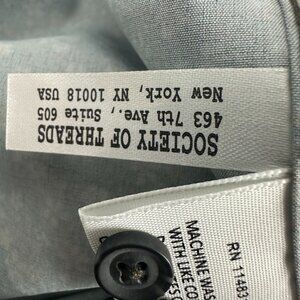 SOCIETY OF THREADS
463 7th Ave., Suite 605
New York, NY 10018 USA
RN 11483
MACHINE WA
WITH LIKE CO